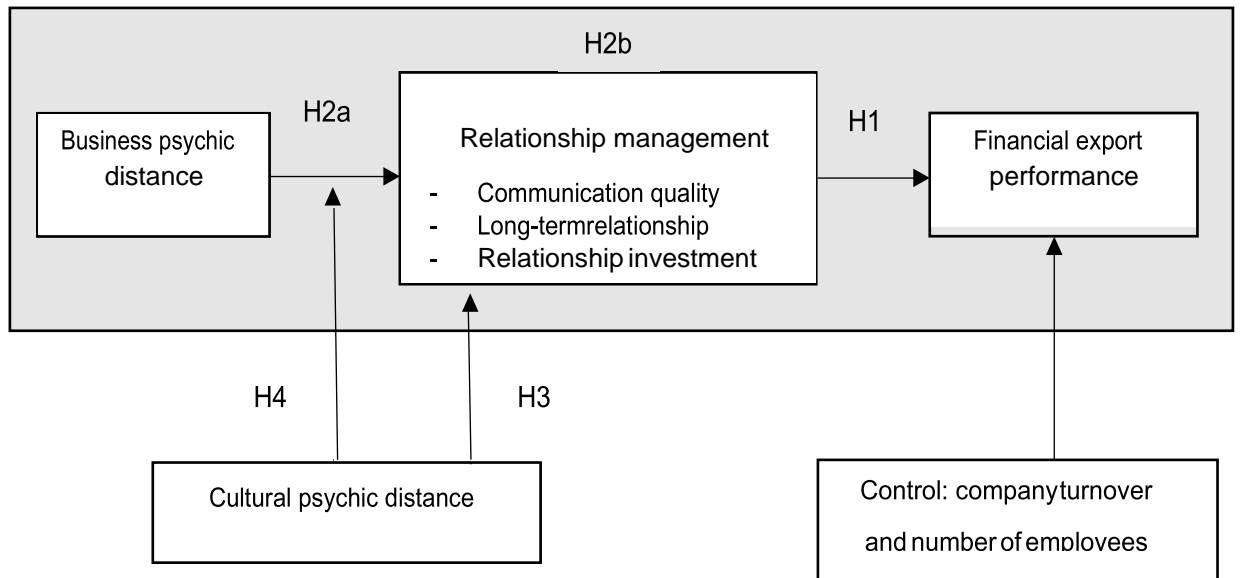 H2b
H2a
H1
Business psychic
distance
Relationship management
- Communication quality
- Long-termrelationship
- Relationship investment
Financial export
performance
H4
H3
Cultural psychic distance
Control: companyturnover
and number of employees